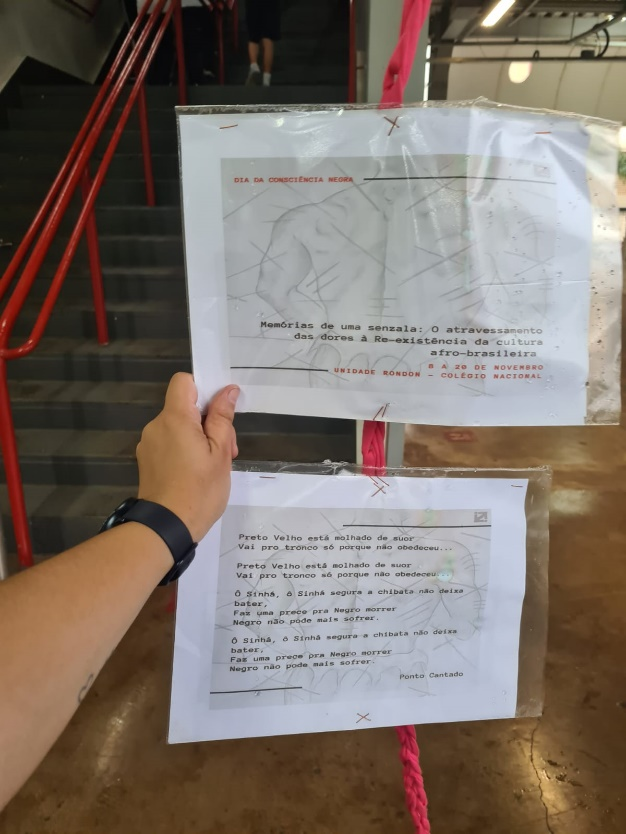 DIA DA CONSCIÊNCIA NEGRA
Memórias de uma senzala: O atravessamento
das dores à Re-existência da cultura
afro-brasileira
8 A 20 DE NOVEMBRO
UNIDADE RONDON - COLÉGIO NACIONAL
Preto Velho está molhado de suor
Vai pro tronco só porque não obedeceu...
Preto Velho está molhado de suor
Vai pro tronco só porque não obedeceu...
Ô Sinhá, ô Sinhá segura a chibata não deixa
bater,
Faz uma prece pra Negro morrer
Negro não pode mais sofrer.
Ô Sinhá, ô Sinhá segura a chibata não deixa
bater,
Faz uma prece pra Negro morrer
Negro não pode mais sofrer.
Ponto Cantado